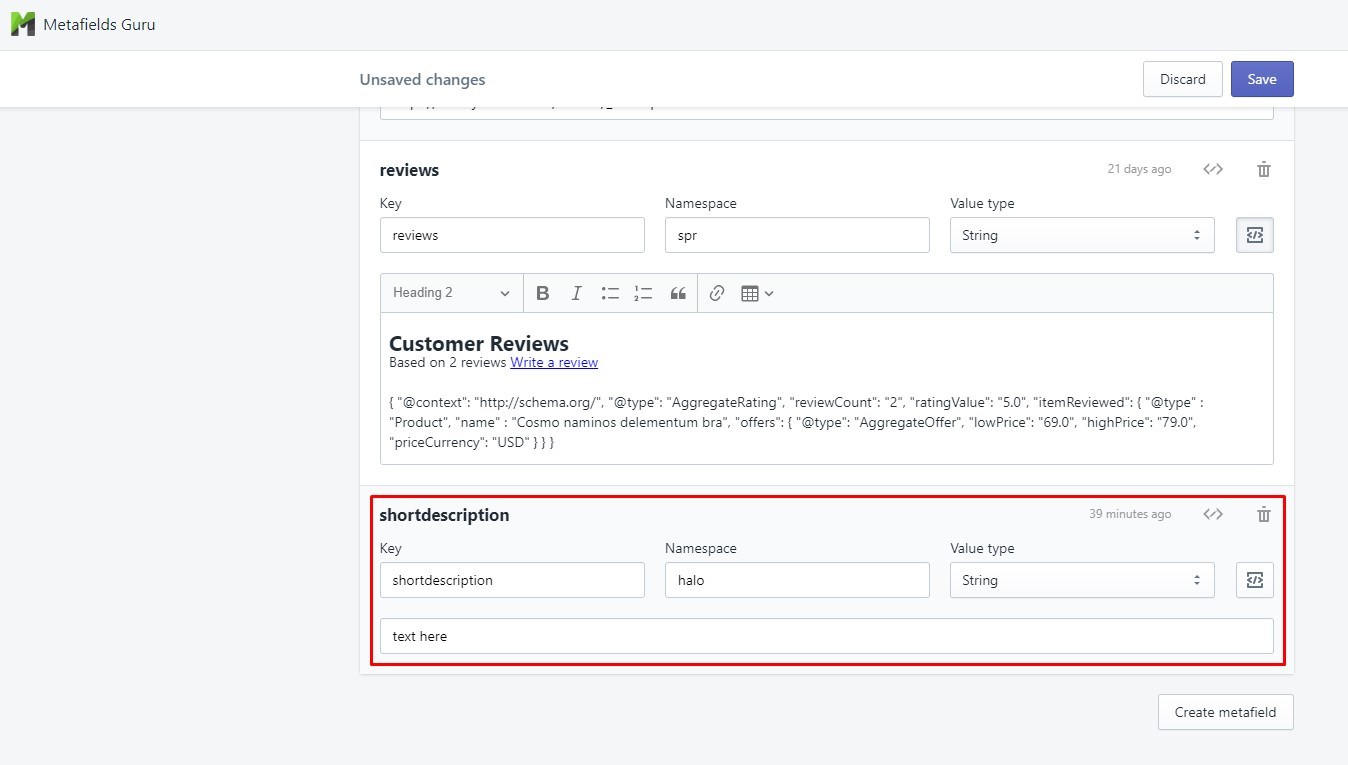 Metafields Guru
Unsaved changes
Discard
Save
reviews
21 days ago
Key
Namespace
Value type
reviews
spr
String
Heading 2
Customer Reviews
Based on 2 reviews Write a review
{ "@context": "http://schema.org/", "@type": "AggregateRating", "reviewCount": "2", "ratingValue": "5.0", "itemReviewed": { "@type" :
"Product", "name" : "Cosmo naminos delementum bra", "offers": { "@type": "AggregateOffer", "lowPrice": "69.0", "highPrice": "79.0",
"priceCurrency": "USD" } } }
shortdescription
39 minutes ago
Key
Namespace
Value type
shortdescription
halo
String
text here
Create metafield